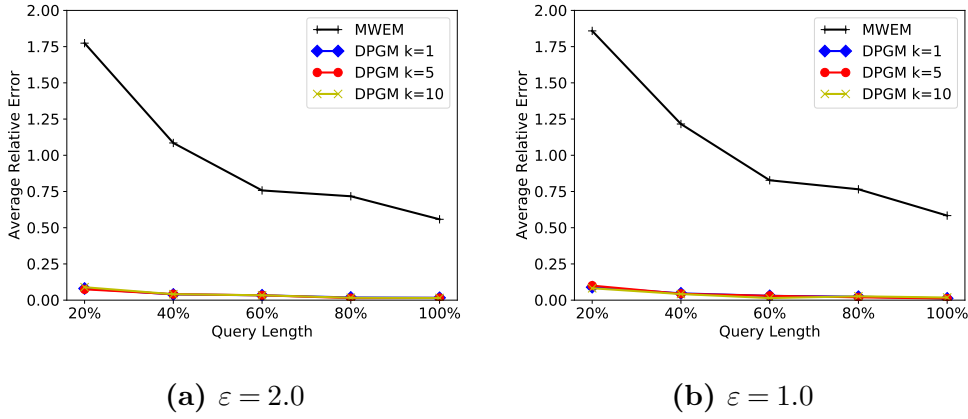 2.00
1.75
1.50
1.25
1.00
0.75
0.50
0.25
0.00
Average Relative Error
MWEM
DPGM k=1
DPGM k=5
DPGM k=10
20% 40% 60% 80% 100%
Query Length
(a) ε = 2.0
2.00
1.75
1.50
1.25
1.00
0.75
0.50
0.25
0.00
Average Relative Error
MWEM
DPGM k=1
DPGM k=5
DPGM k=10
20% 40% 60% 80% 100%
Query Length
(b) ε = 1.0